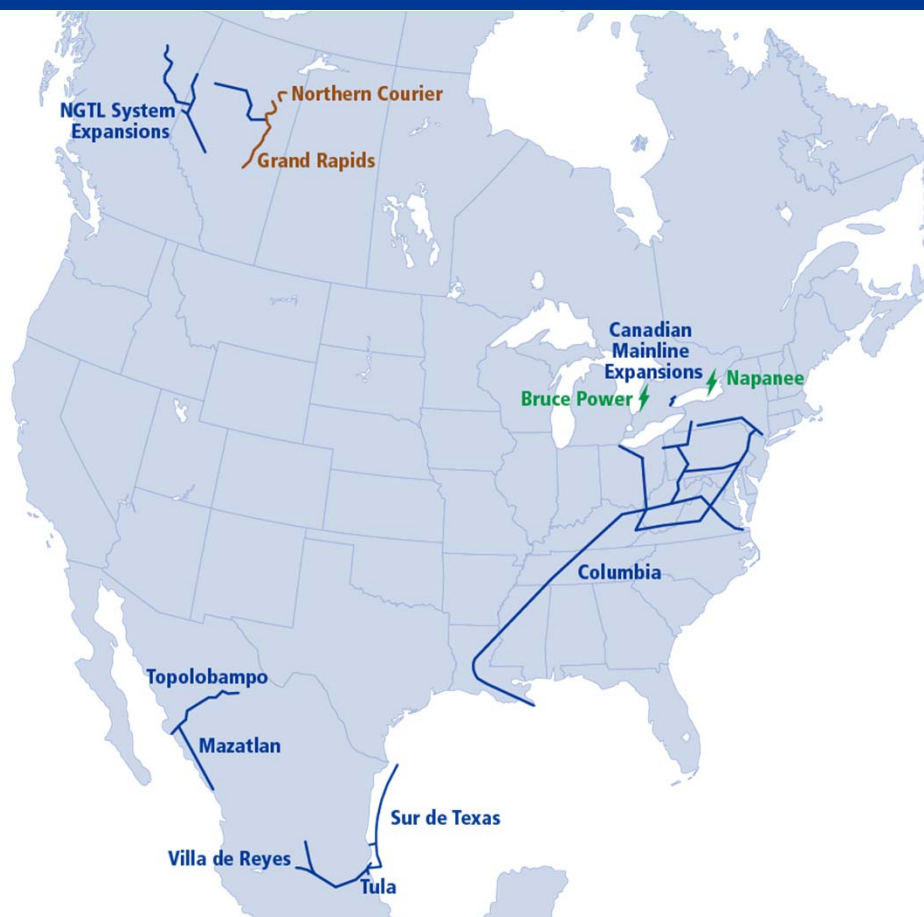 Northern Courier
NGTL System
Expansions
Grand Rapids
Canadian
Mainline
Expansions
Napanee
Bruce Power
Columbia
Topolobampo
Mazatlan
Sur de Texas
Villa de Reyes
Tula